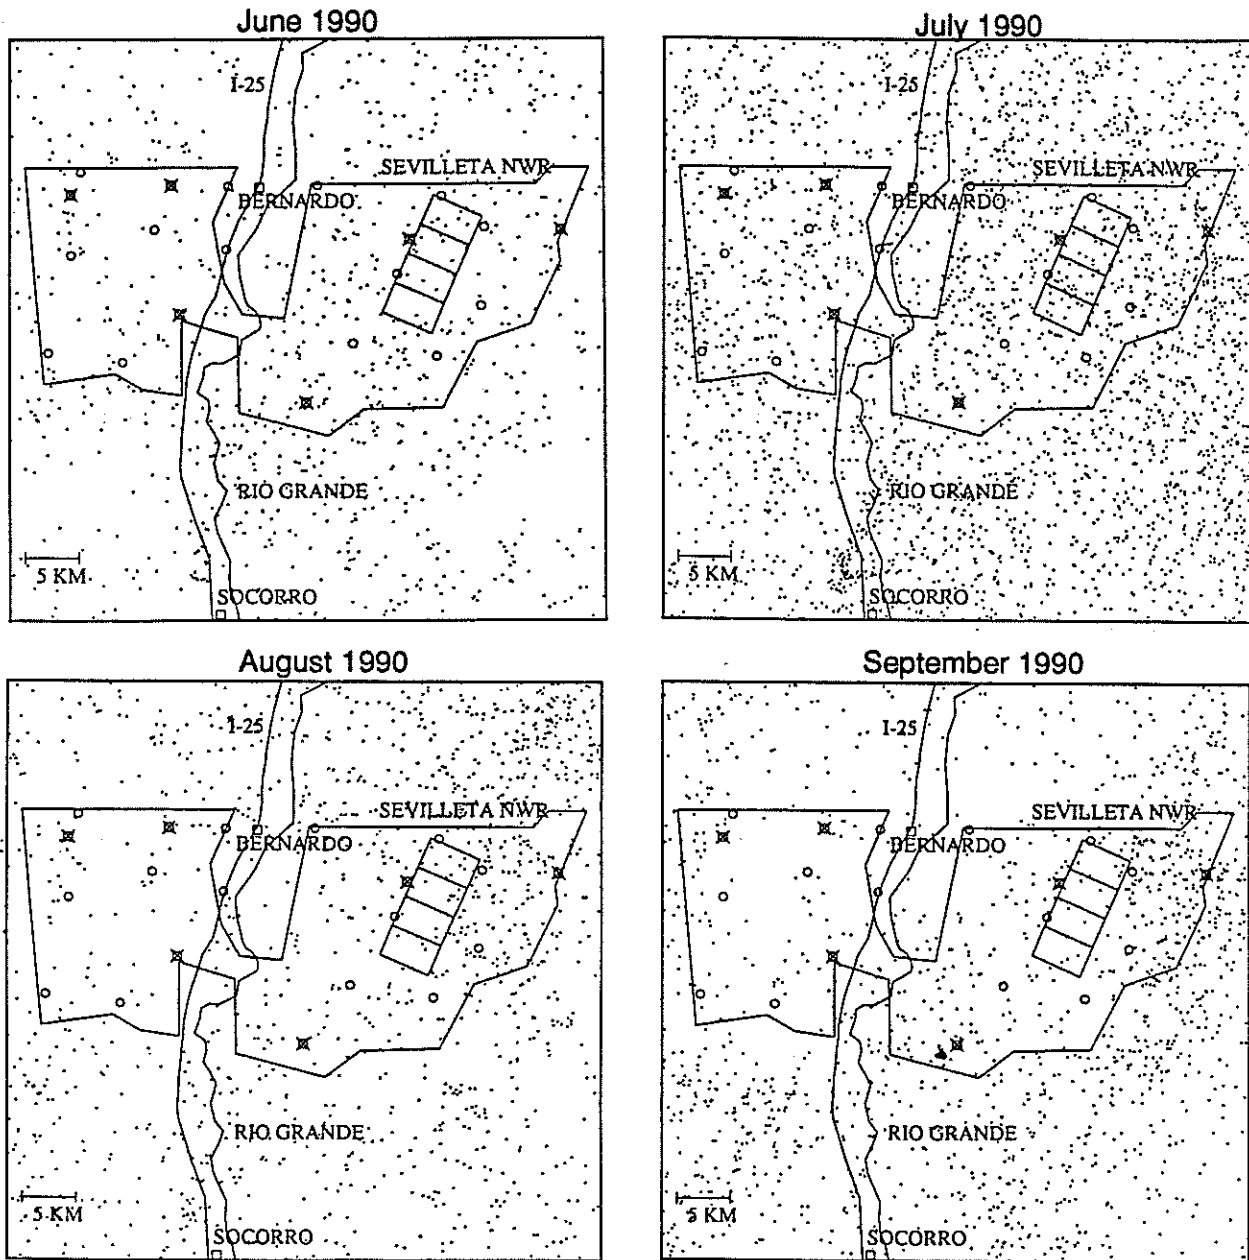 June 1990
I-25
SEVILLETA NWR
BERNARDO
RIO GRANDE
5 KM
SOCORRO
July 1990
I-25
SEVILLETA NWR
BERNARDO
RIO GRANDE
5 KM
SOCORRO
August 1990
I-25
SEVILLETA NWR
BERNARDO
RIO GRANDE
5 KM
SOCORRO
September 1990
I-25
SEVILLETA NWR
BERNARDO
RIO GRANDE
5 KM
SOCORRO